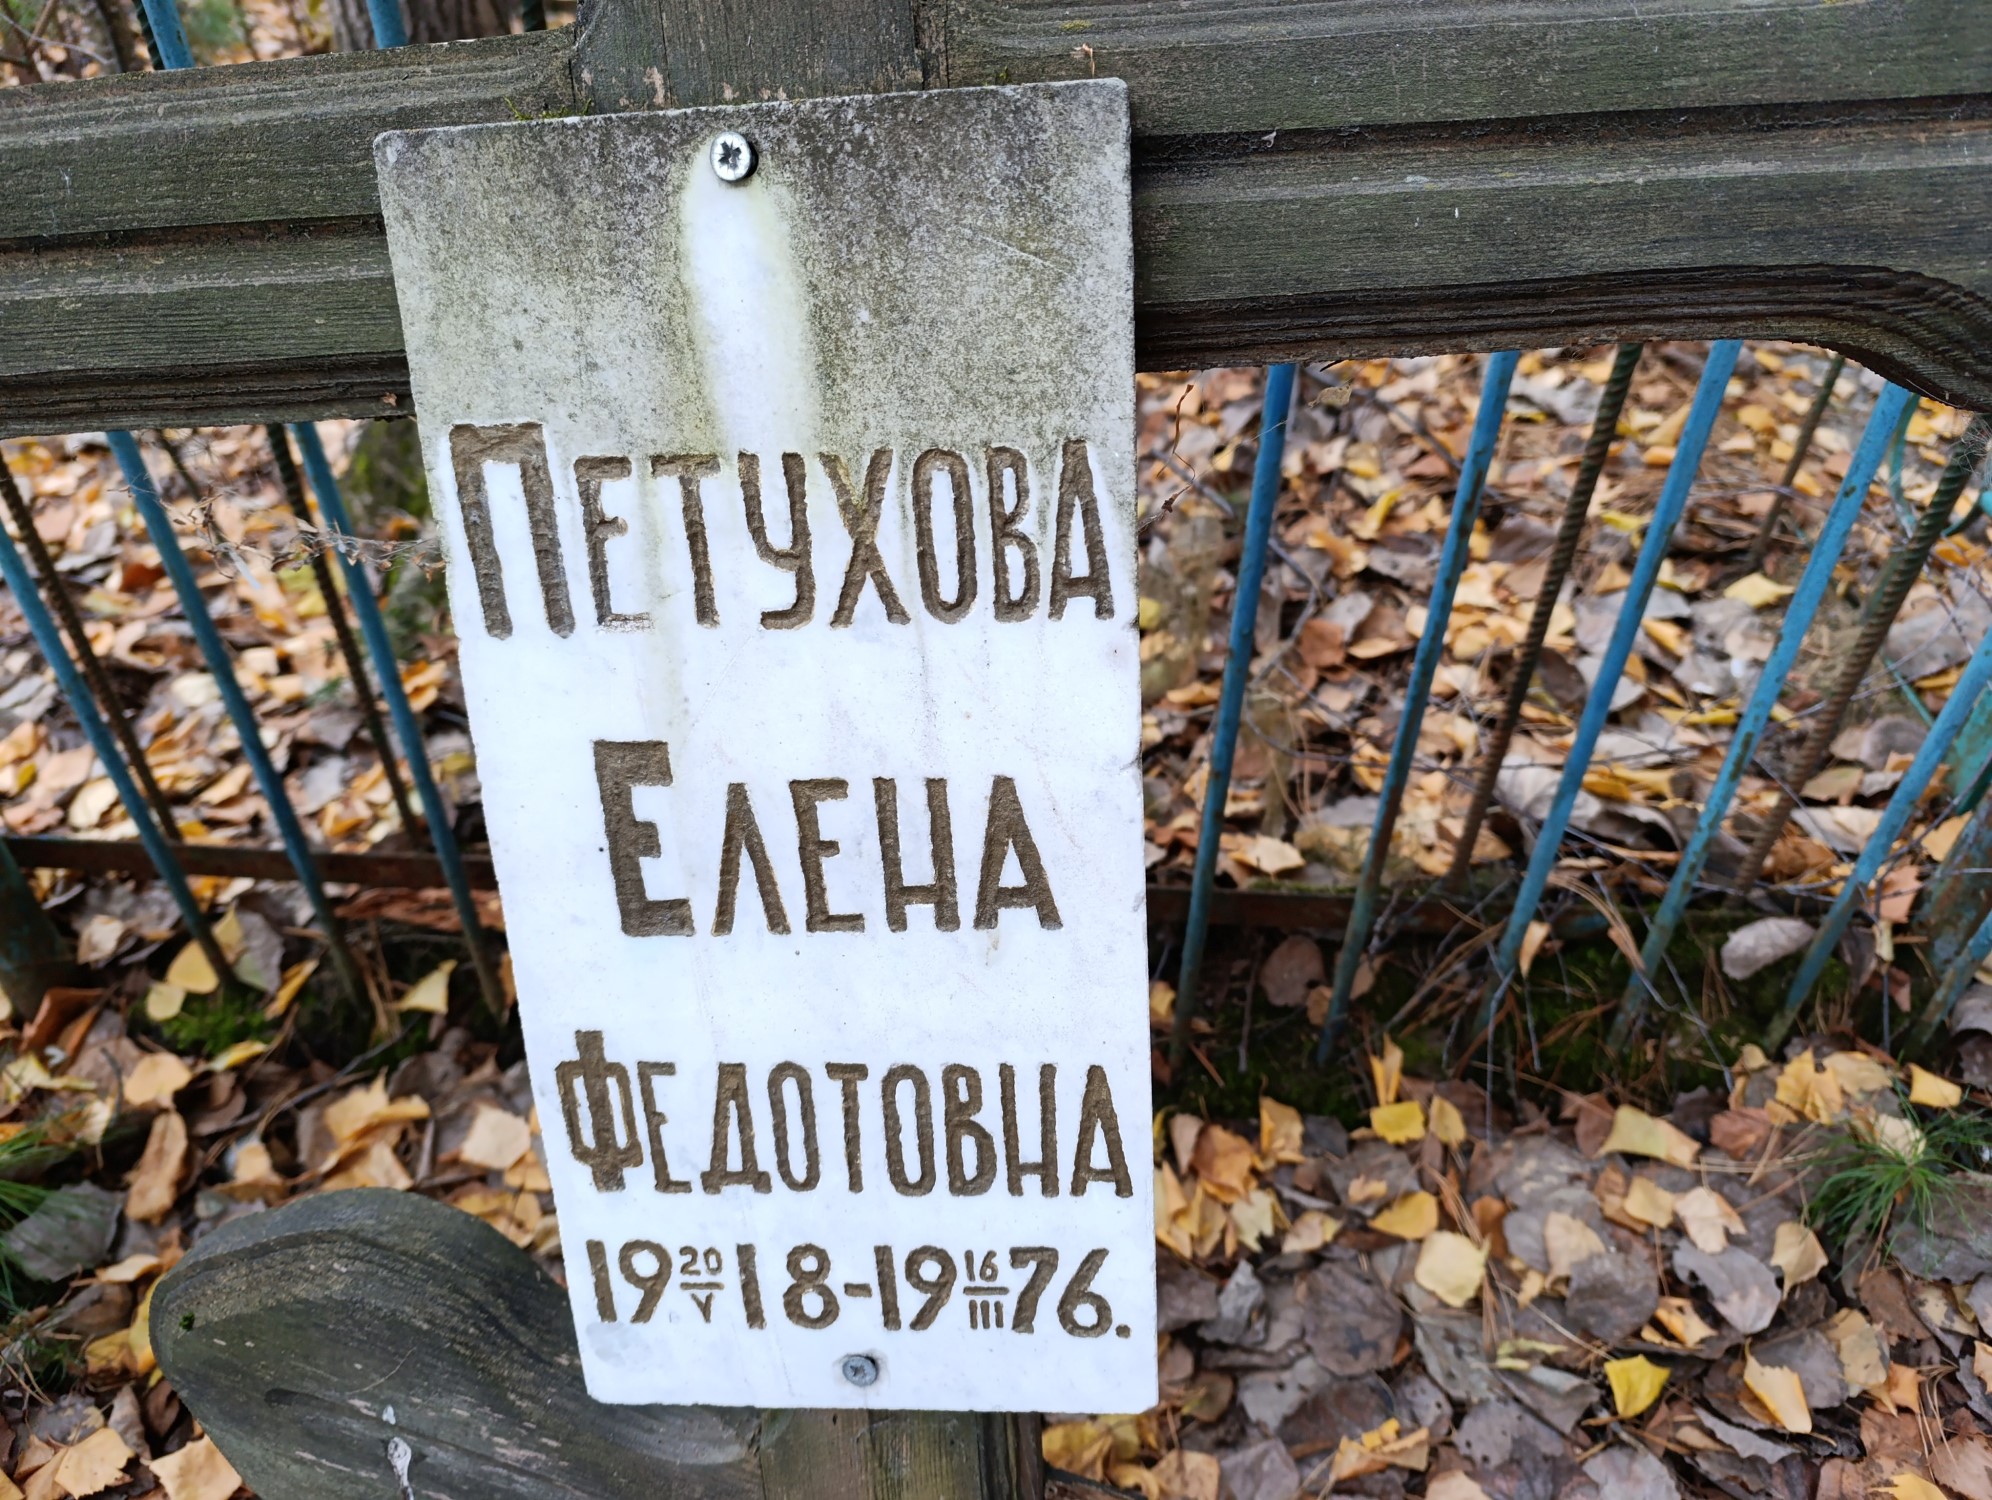 ПЕТУХОВА
ЕЛЕНА
ФЕДОТОВНА
19 20/V 18-19 16/III 76.